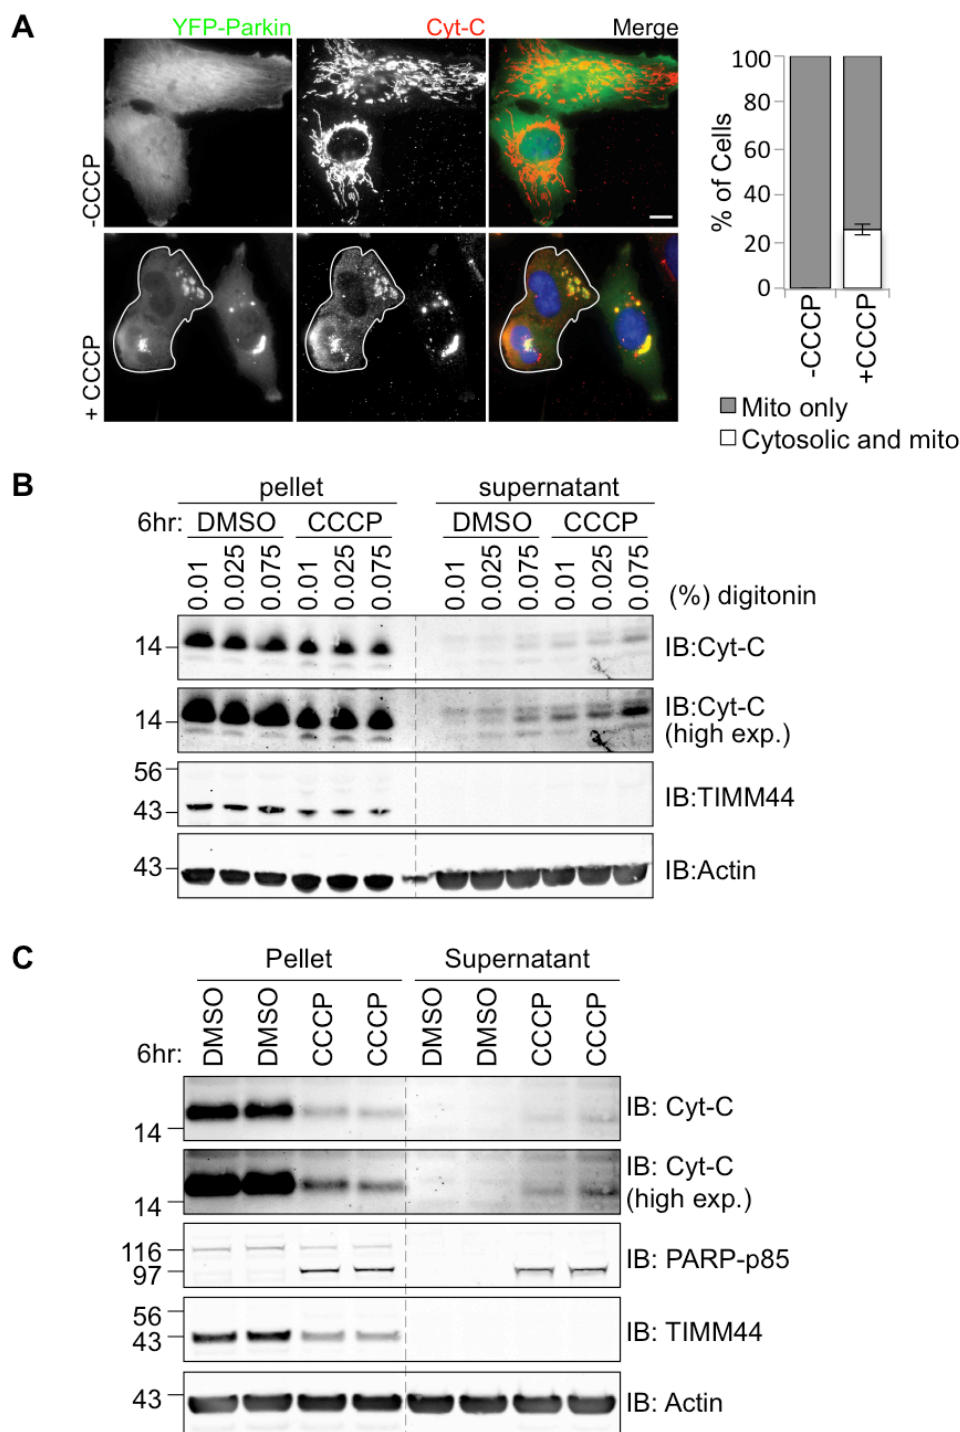 A
YFP-Parkin
Cyt-C
Merge
-CCCP
+ CCCP
% of Cells
100
80
60
40
20
0
-CCCP
+CCCP
Mito only
Cytosolic and mito
B
pellet
supernatant
6hr:
DMSO
CCCP
DMSO
CCCP
0.01
0.025
0.075
0.01
0.025
0.075
0.01
0.025
0.075
0.01
0.025
0.075
(%) digitonin
14
IB:Cyt-C
14
IB:Cyt-C
(high exp.)
56
43
IB:TIMM44
43
IB:Actin
C
Pellet
Supernatant
6hr:
DMSO
DMSO
CCCP
CCCP
DMSO
DMSO
CCCP
CCCP
14
IB: Cyt-C
14
IB: Cyt-C
(high exp.)
116
97
IB: PARP-p85
56
43
IB: TIMM44
43
IB: Actin